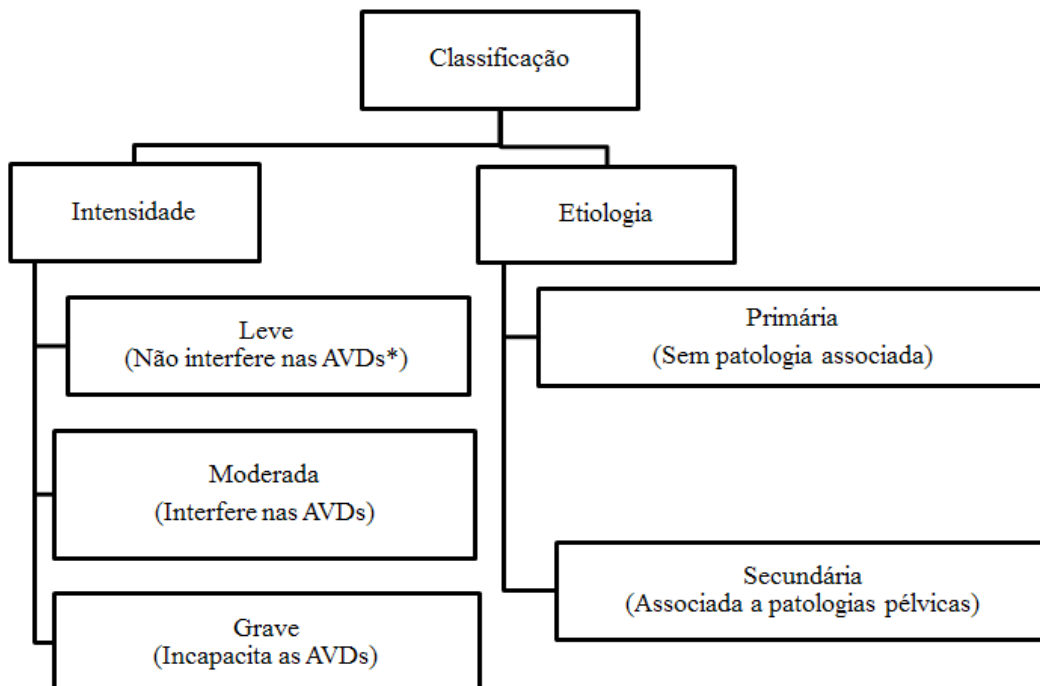 Classificação
Intensidade
Etiologia
Leve
(Não interfere nas AVDs*)
Moderada
(Interfere nas AVDs)
Grave
(Incapacita as AVDs)
Primária
(Sem patologia associada)
Secundária
(Associada a patologias pélvicas)